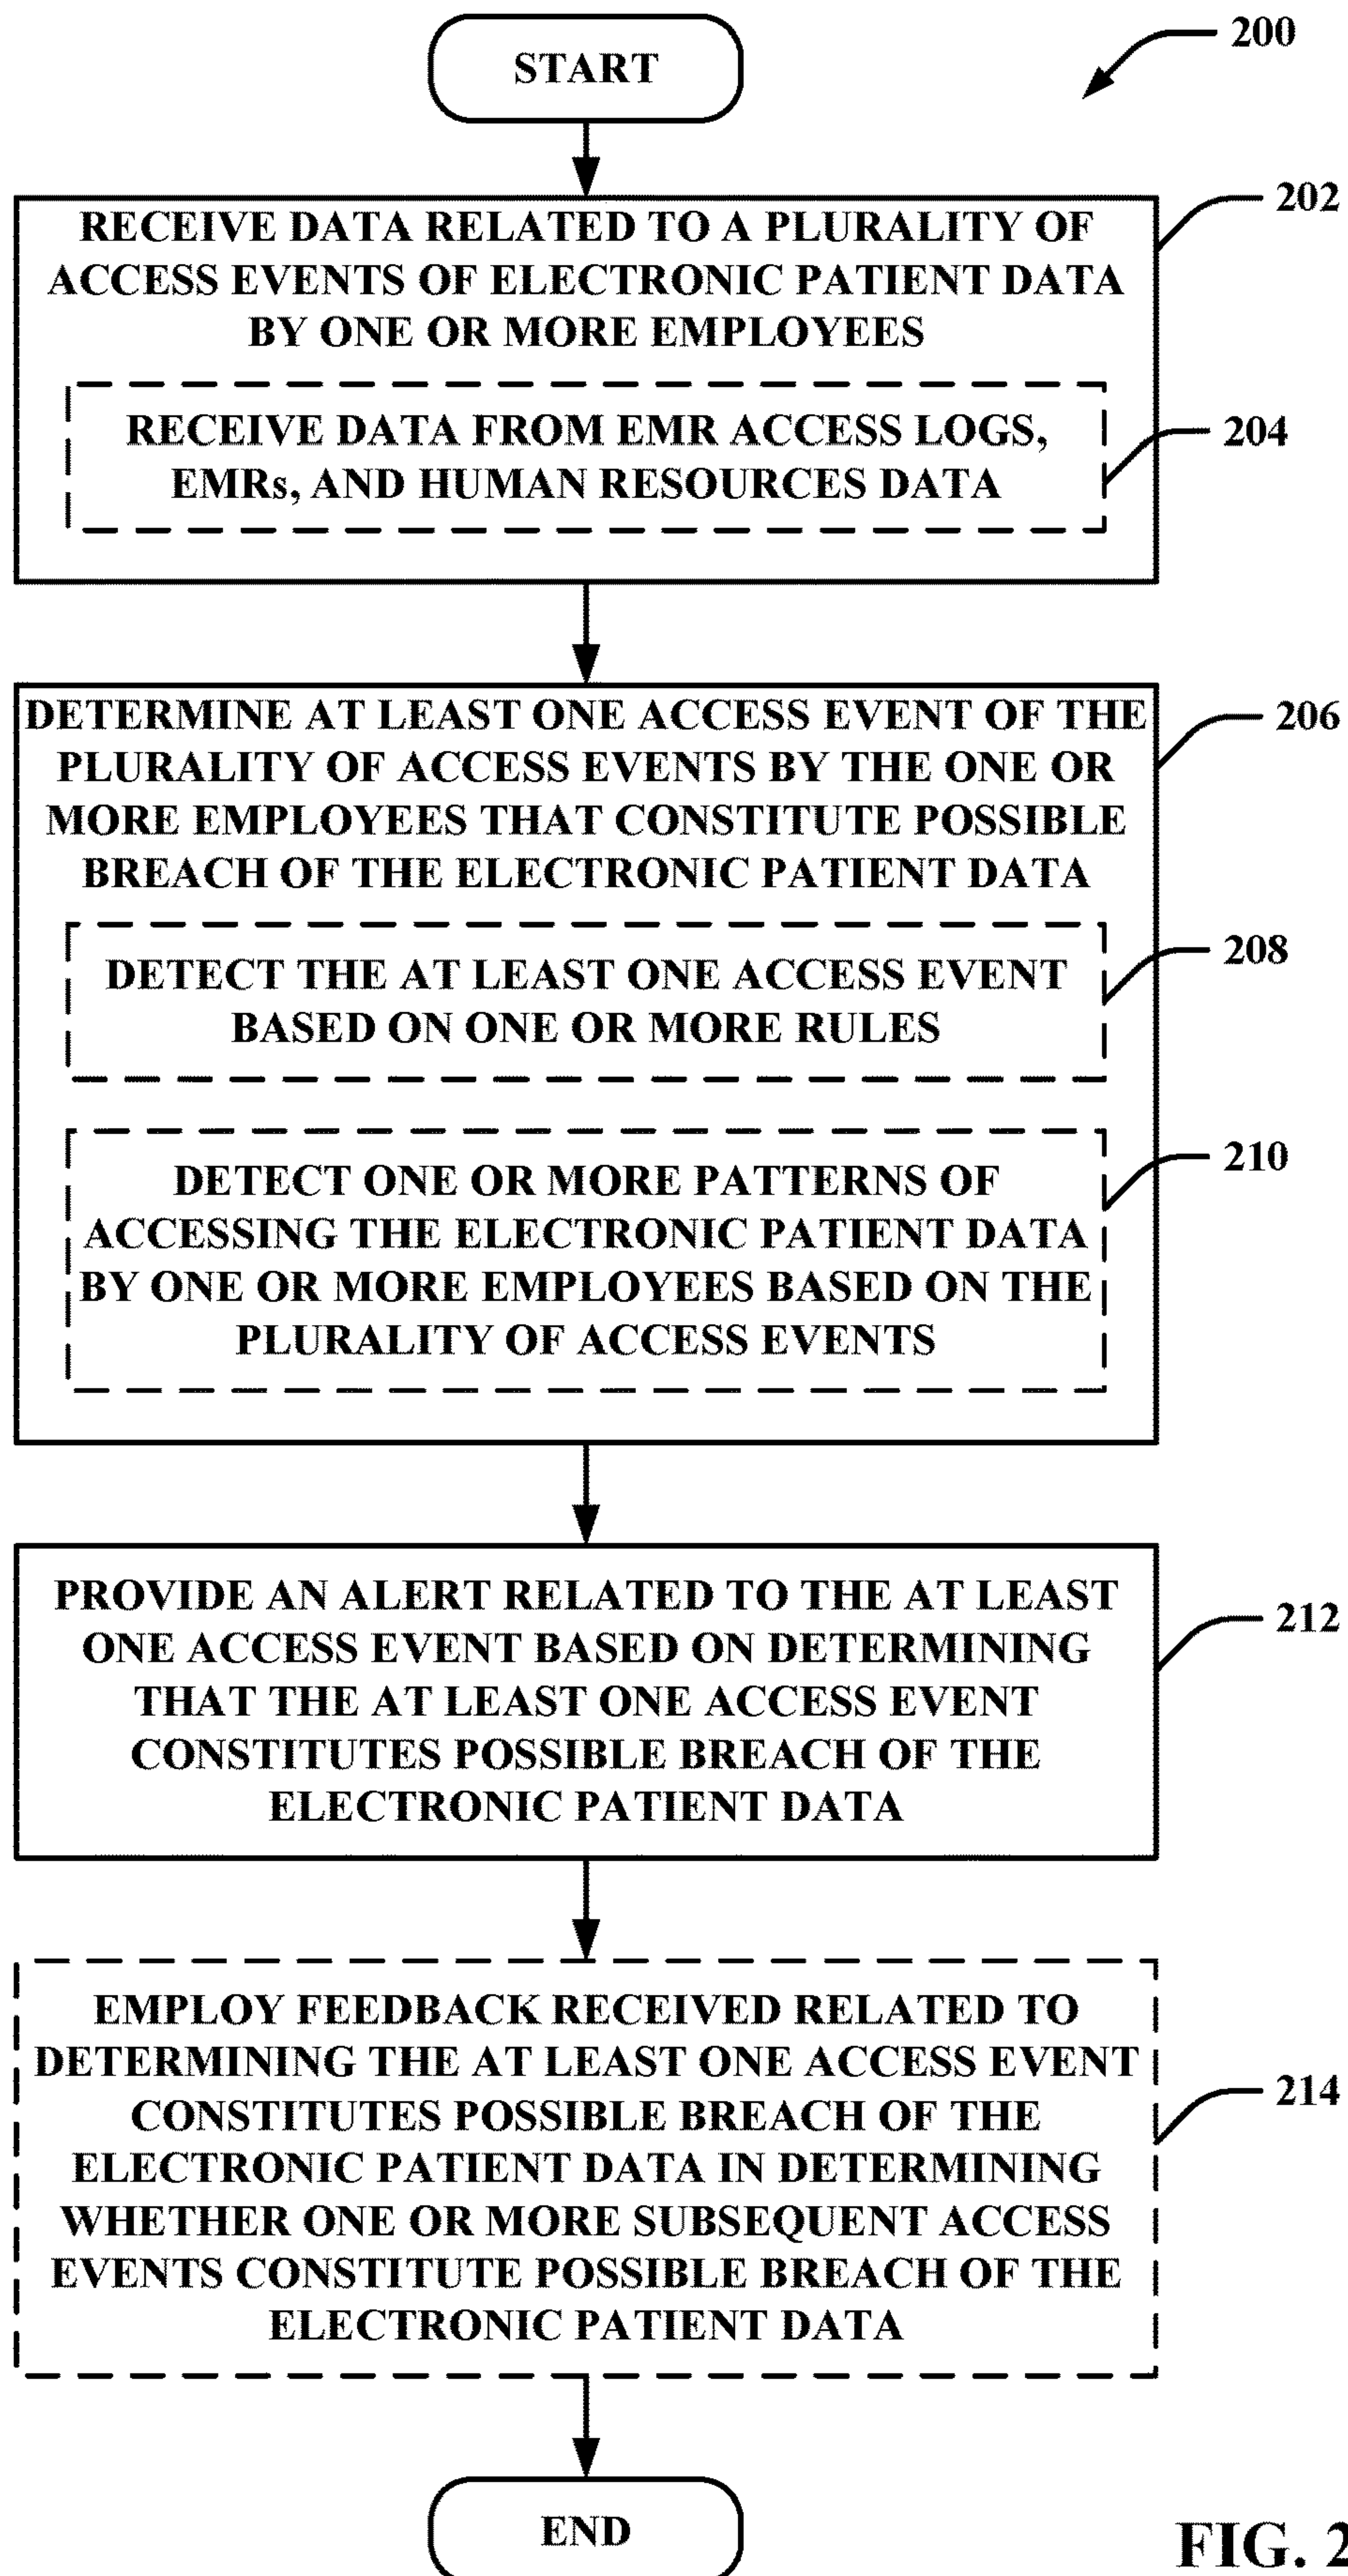 200
START
202
RECEIVE DATA RELATED TO A PLURALITY OF
ACCESS EVENTS OF ELECTRONIC PATIENT DATA
BY ONE OR MORE EMPLOYEES
204
RECEIVE DATA FROM EMR ACCESS LOGS,
EMRs, AND HUMAN RESOURCES DATA
206
DETERMINE AT LEAST ONE ACCESS EVENT OF THE
PLURALITY OF ACCESS EVENTS BY THE ONE OR
MORE EMPLOYEES THAT CONSTITUTE POSSIBLE
BREACH OF THE ELECTRONIC PATIENT DATA
208
DETECT THE AT LEAST ONE ACCESS EVENT
BASED ON ONE OR MORE RULES
210
DETECT ONE OR MORE PATTERNS OF
ACCESSING THE ELECTRONIC PATIENT DATA
BY ONE OR MORE EMPLOYEES BASED ON THE
PLURALITY OF ACCESS EVENTS
212
PROVIDE AN ALERT RELATED TO THE AT LEAST
ONE ACCESS EVENT BASED ON DETERMINING
THAT THE AT LEAST ONE ACCESS EVENT
CONSTITUTES POSSIBLE BREACH OF THE
ELECTRONIC PATIENT DATA
214
EMPLOY FEEDBACK RECEIVED RELATED TO
DETERMINING THE AT LEAST ONE ACCESS EVENT
CONSTITUTES POSSIBLE BREACH OF THE
ELECTRONIC PATIENT DATA IN DETERMINING
WHETHER ONE OR MORE SUBSEQUENT ACCESS
EVENTS CONSTITUTE POSSIBLE BREACH OF THE
ELECTRONIC PATIENT DATA
END
FIG. 2